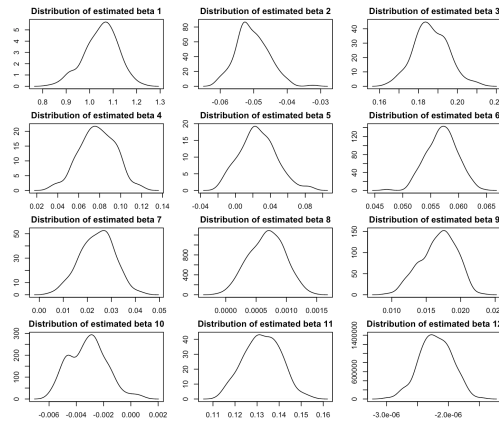 Distribution of estimated beta 1
0 1 2 3 4 5
0.8 0.9 1.0 1.1 1.2 1.3
Distribution of estimated beta 2
0 20 40 60 80
-0.06 -0.05 -0.04 -0.03
Distribution of estimated beta 3
0 10 20 30 40
0.16 0.18 0.20
Distribution of estimated beta 4
0 5 10 15 20
0.02 0.04 0.06 0.08 0.10 0.12 0.14
Distribution of estimated beta 5
0 5 10 15 20
-0.04 0.00 0.04 0.08
Distribution of estimated beta 6
0 40 80 120
0.045 0.050 0.055 0.060 0.065
Distribution of estimated beta 7
0 10 30 50
0.00 0.01 0.02 0.03 0.04 0.05
Distribution of estimated beta 8
0 400 800
0.0000 0.0005 0.0010 0.0015
Distribution of estimated beta 9
0 50 100 150
0.010 0.015 0.020
Distribution of estimated beta 10
0 100 200 300
-0.006 -0.004 -0.002 0.000 0.002
Distribution of estimated beta 11
0 10 20 30 40
0.11 0.12 0.13 0.14 0.15 0.16
Distribution of estimated beta 12
0 600000 1400000
-3.0e-06 -2.0e-06